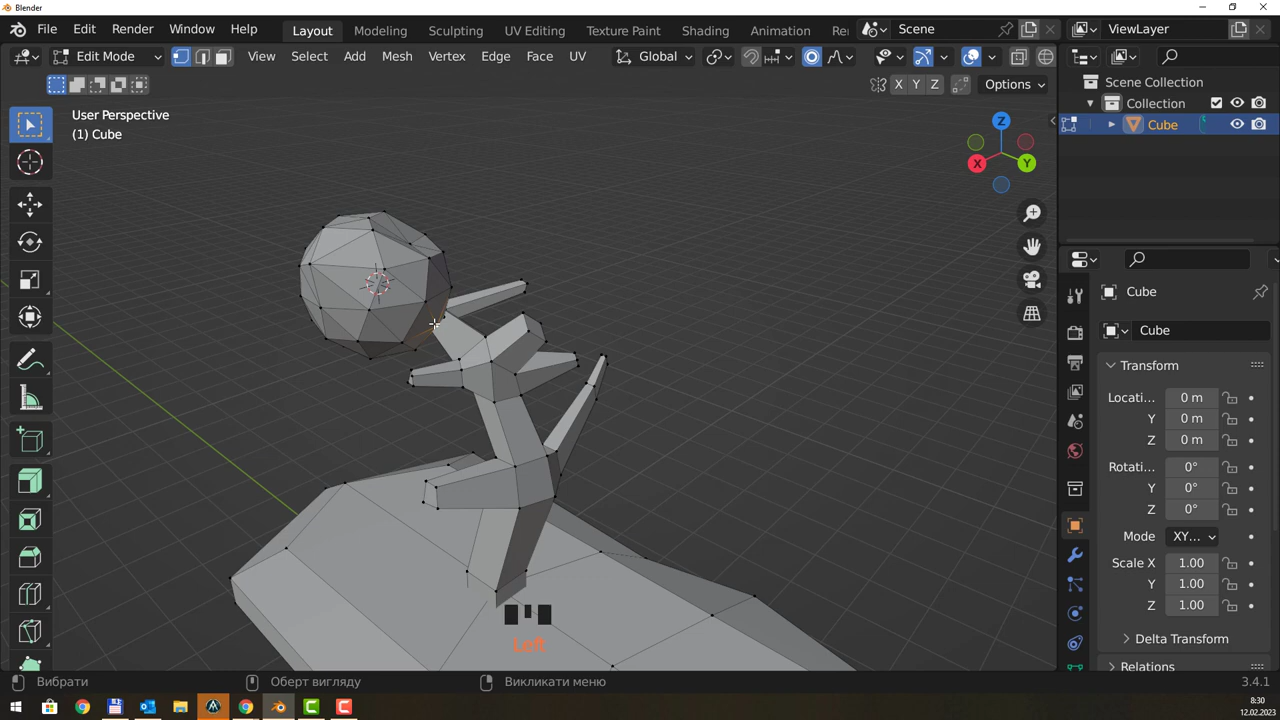 Blender
File Edit Render Window Help Layout Modeling Sculpting UV Editing Texture Paint Shading Animation Re Scene ViewLayer
Edit Mode View Select Add Mesh Vertex Edge Face UV Global
X Y Z Options
User Perspective
(1) Cube
Z
X Y
Scene Collection
Collection
Cube
Cube
Cube
Transform
Locati... 0 m
Y 0 m
Z 0 m
Rotati... 0°
Y 0°
Z 0°
Mode XY...
Scale X 1.00
Y 1.00
Z 1.00
Delta Transform
Relations
Left
Вибрати Оберт вигляду Викликати меню 3.4.1
8:30
12.02.2023